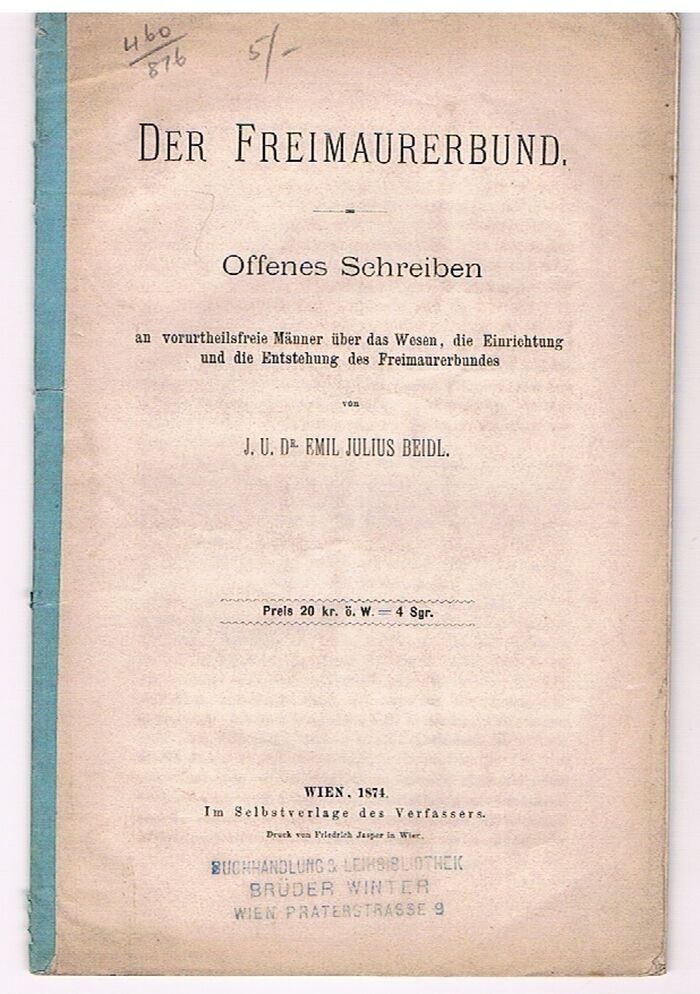 460
876
5/-
DER FREIMAURERBUND.
Offenes Schreiben
an vorurtheilsfreie Männer über das Wesen, die Einrichtung
und die Entstehung des Freimaurerbundes
von
J. U. DR. EMIL JULIUS BEIDL.
Preis 20 kr. ö. W. = 4 Sgr.
WIEN, 1874.
Im Selbstverlage des Verfassers.
Druck von Friedrich Jasper in Wien.
BUCHHANDLUNG & LEIHBIBLIOTHEK
BRÜDER WINTER
WIEN PRATERSTRASSE 9